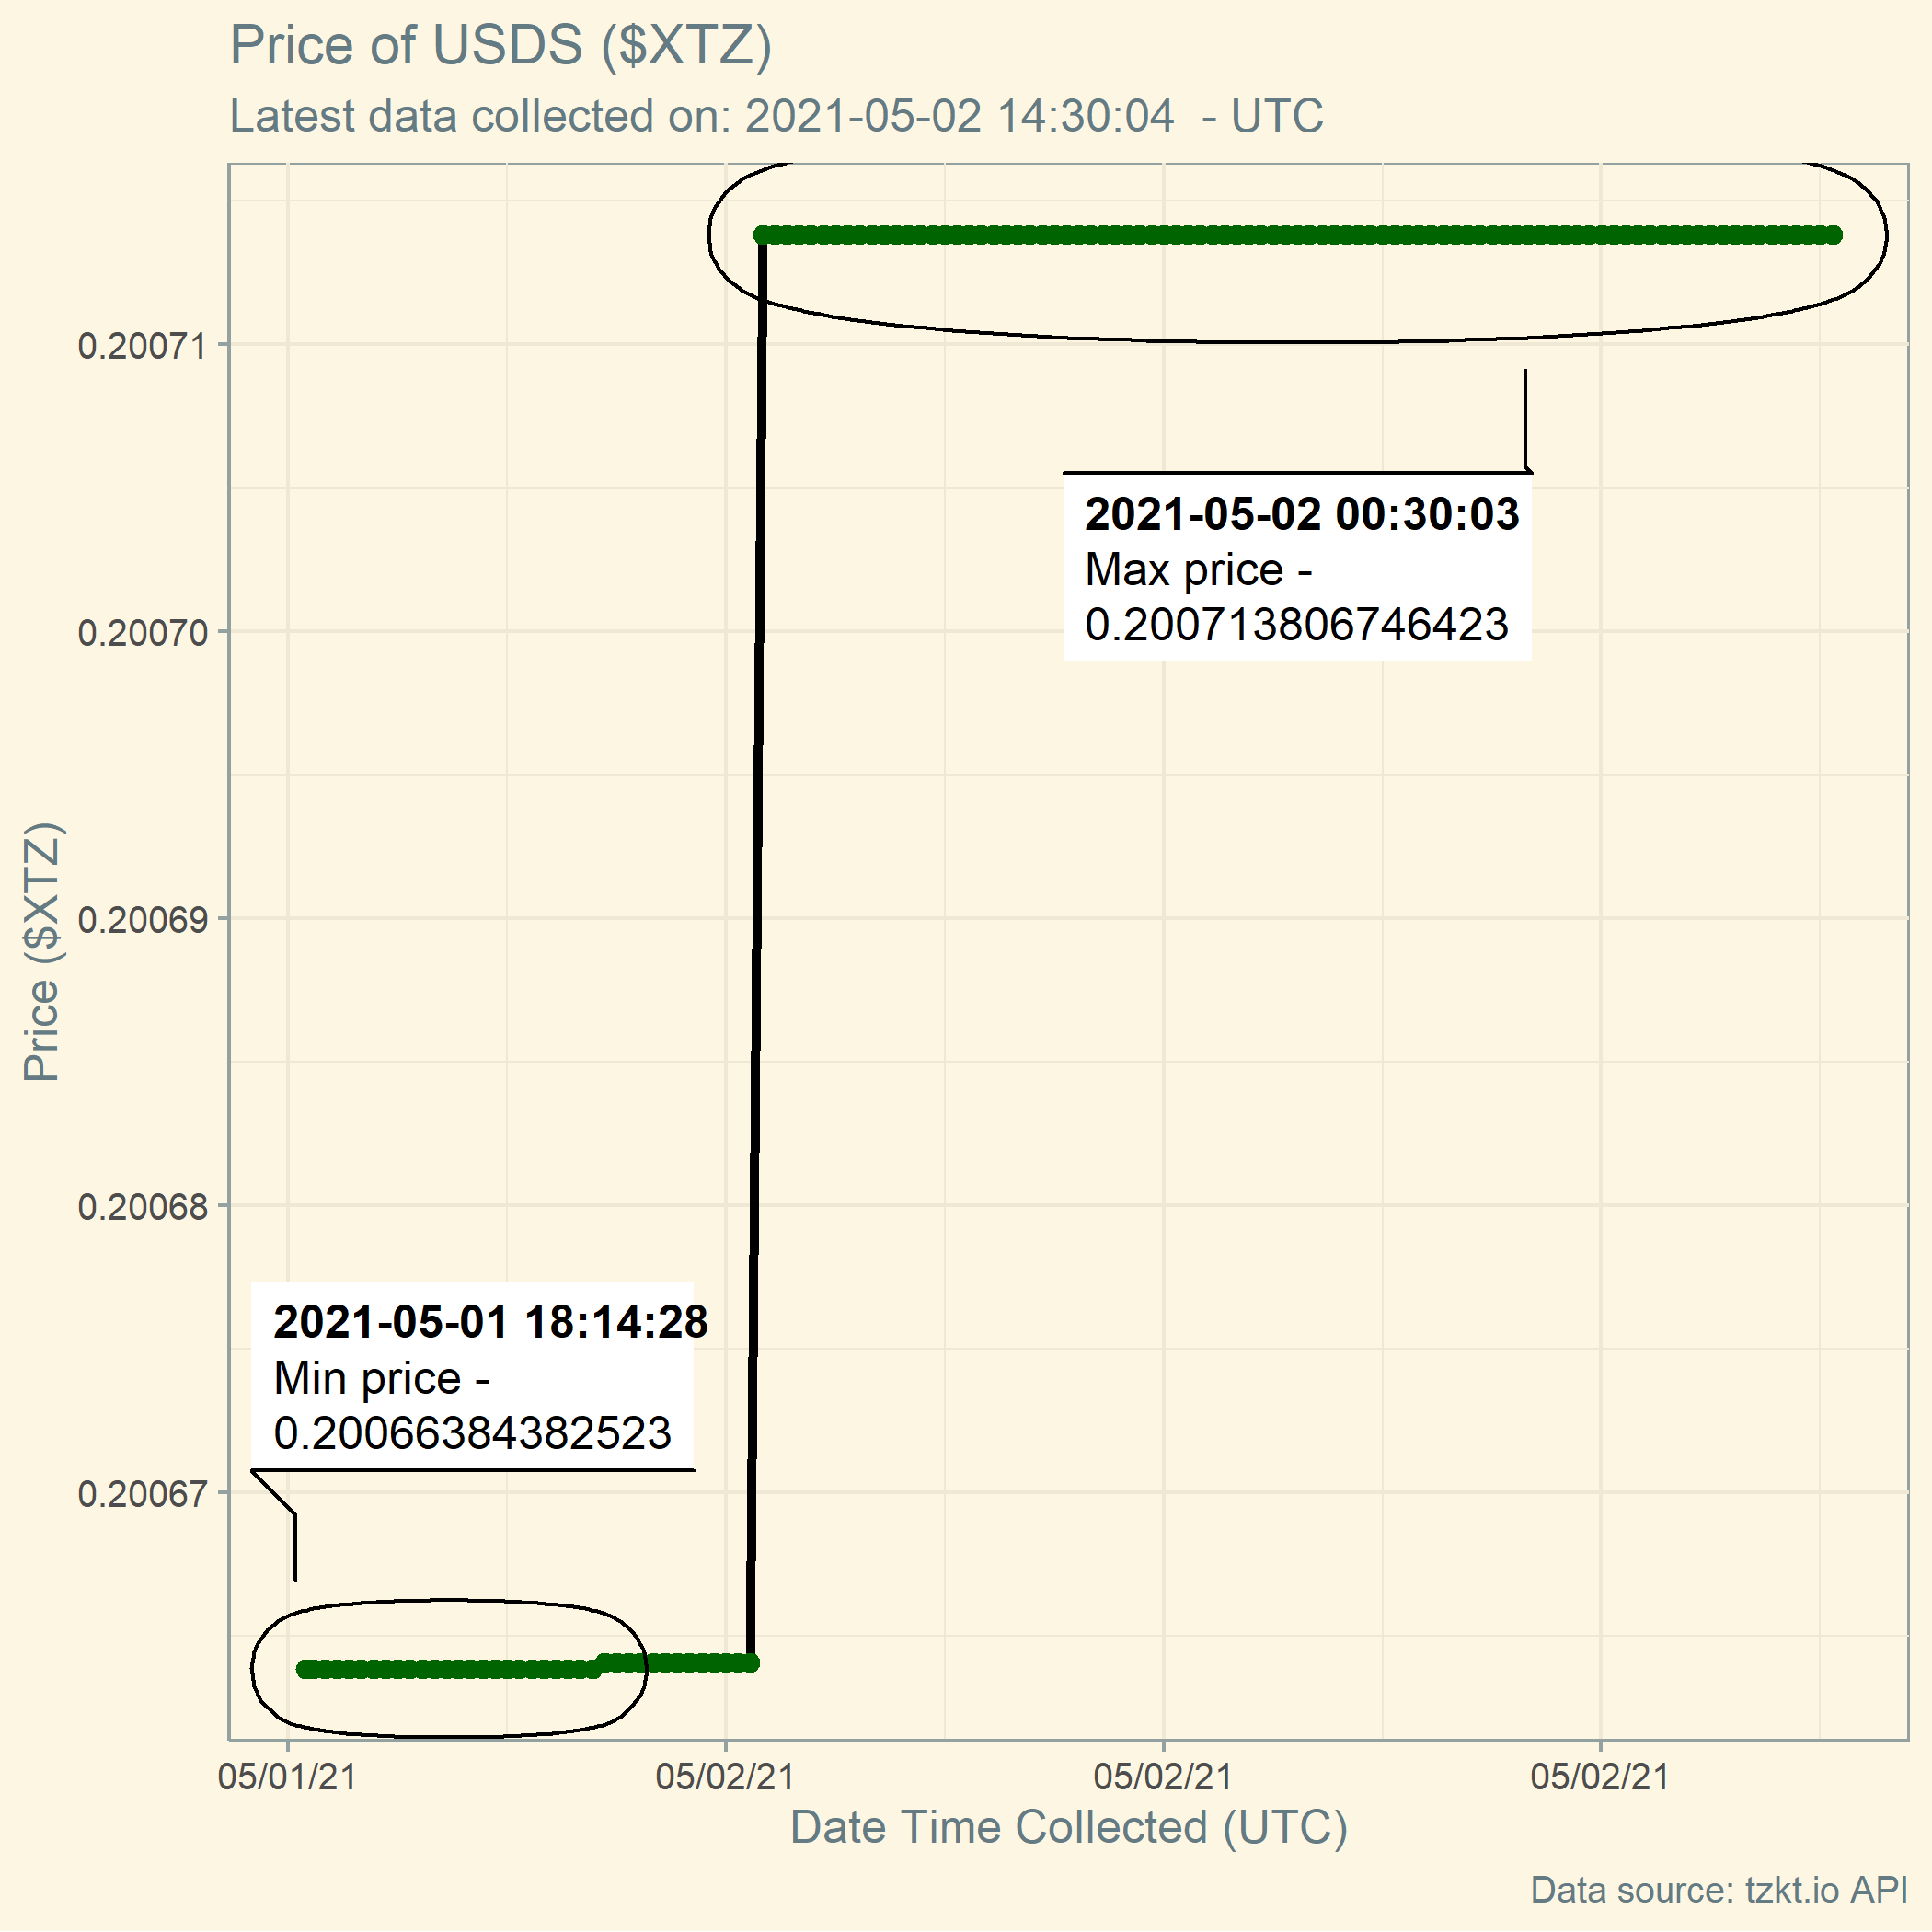 Price of USDS ($XTZ)
Latest data collected on: 2021-05-02 14:30:04 - UTC
Price ($XTZ)
0.20071
0.20070
0.20069
0.20068
0.20067
2021-05-02 00:30:03
Max price -
0.200713806746423
2021-05-01 18:14:28
Min price -
0.20066384382523
05/01/21
05/02/21
05/02/21
05/02/21
Date Time Collected (UTC)
Data source: tzkt.io API